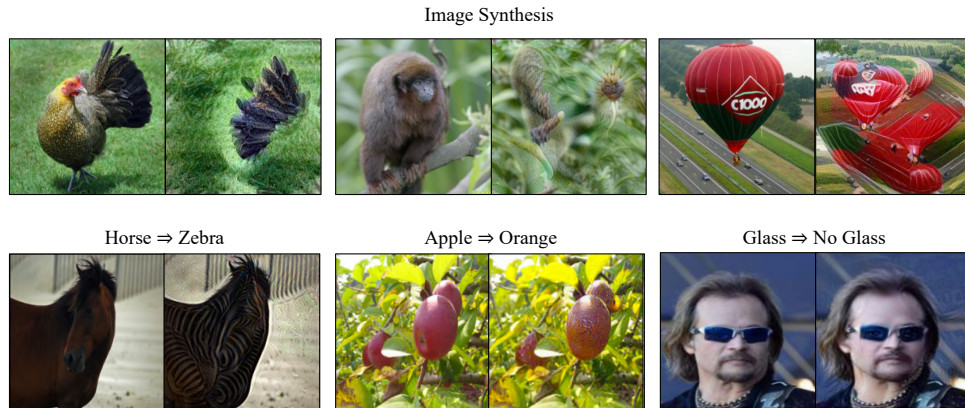 Image Synthesis
C1000
Horse ⇒ Zebra
Apple ⇒ Orange
Glass ⇒ No Glass